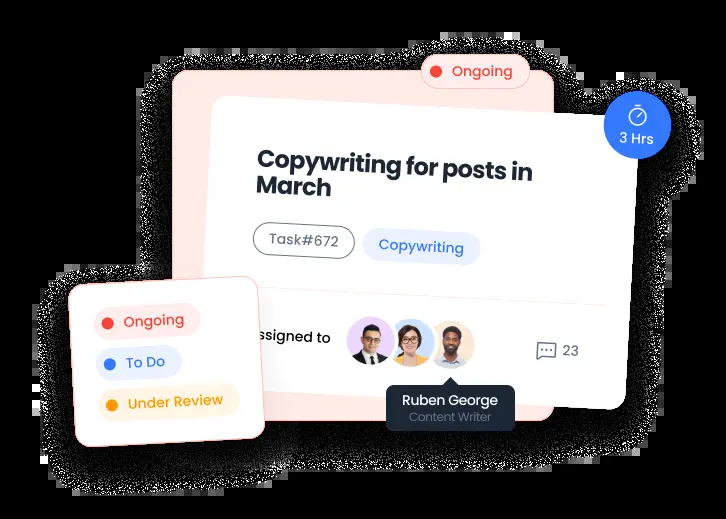 Ongoing
3 Hrs
Copywriting for posts in
March
Task#672
Copywriting
Ongoing
To Do
Under Review
ssigned to
23
Ruben George
Content Writer